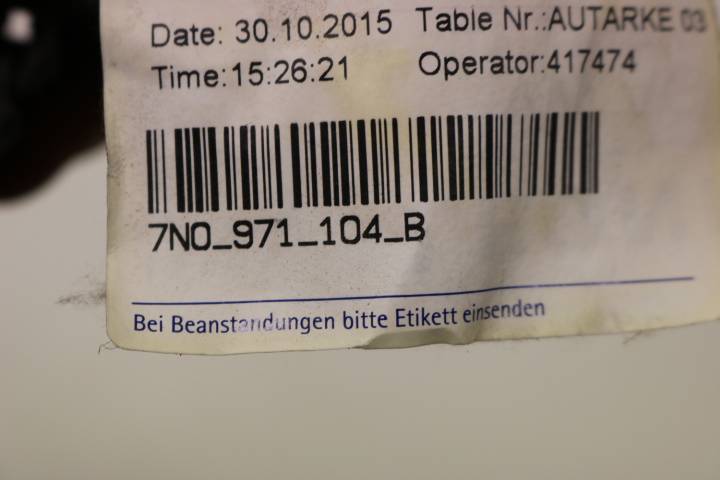 Date: 30.10.2015 Table Nr.:AUTARKE 03
Time:15:26:21 Operator:417474
7N0_971_104_B
Bei Beanstandungen bitte Etikett einsenden